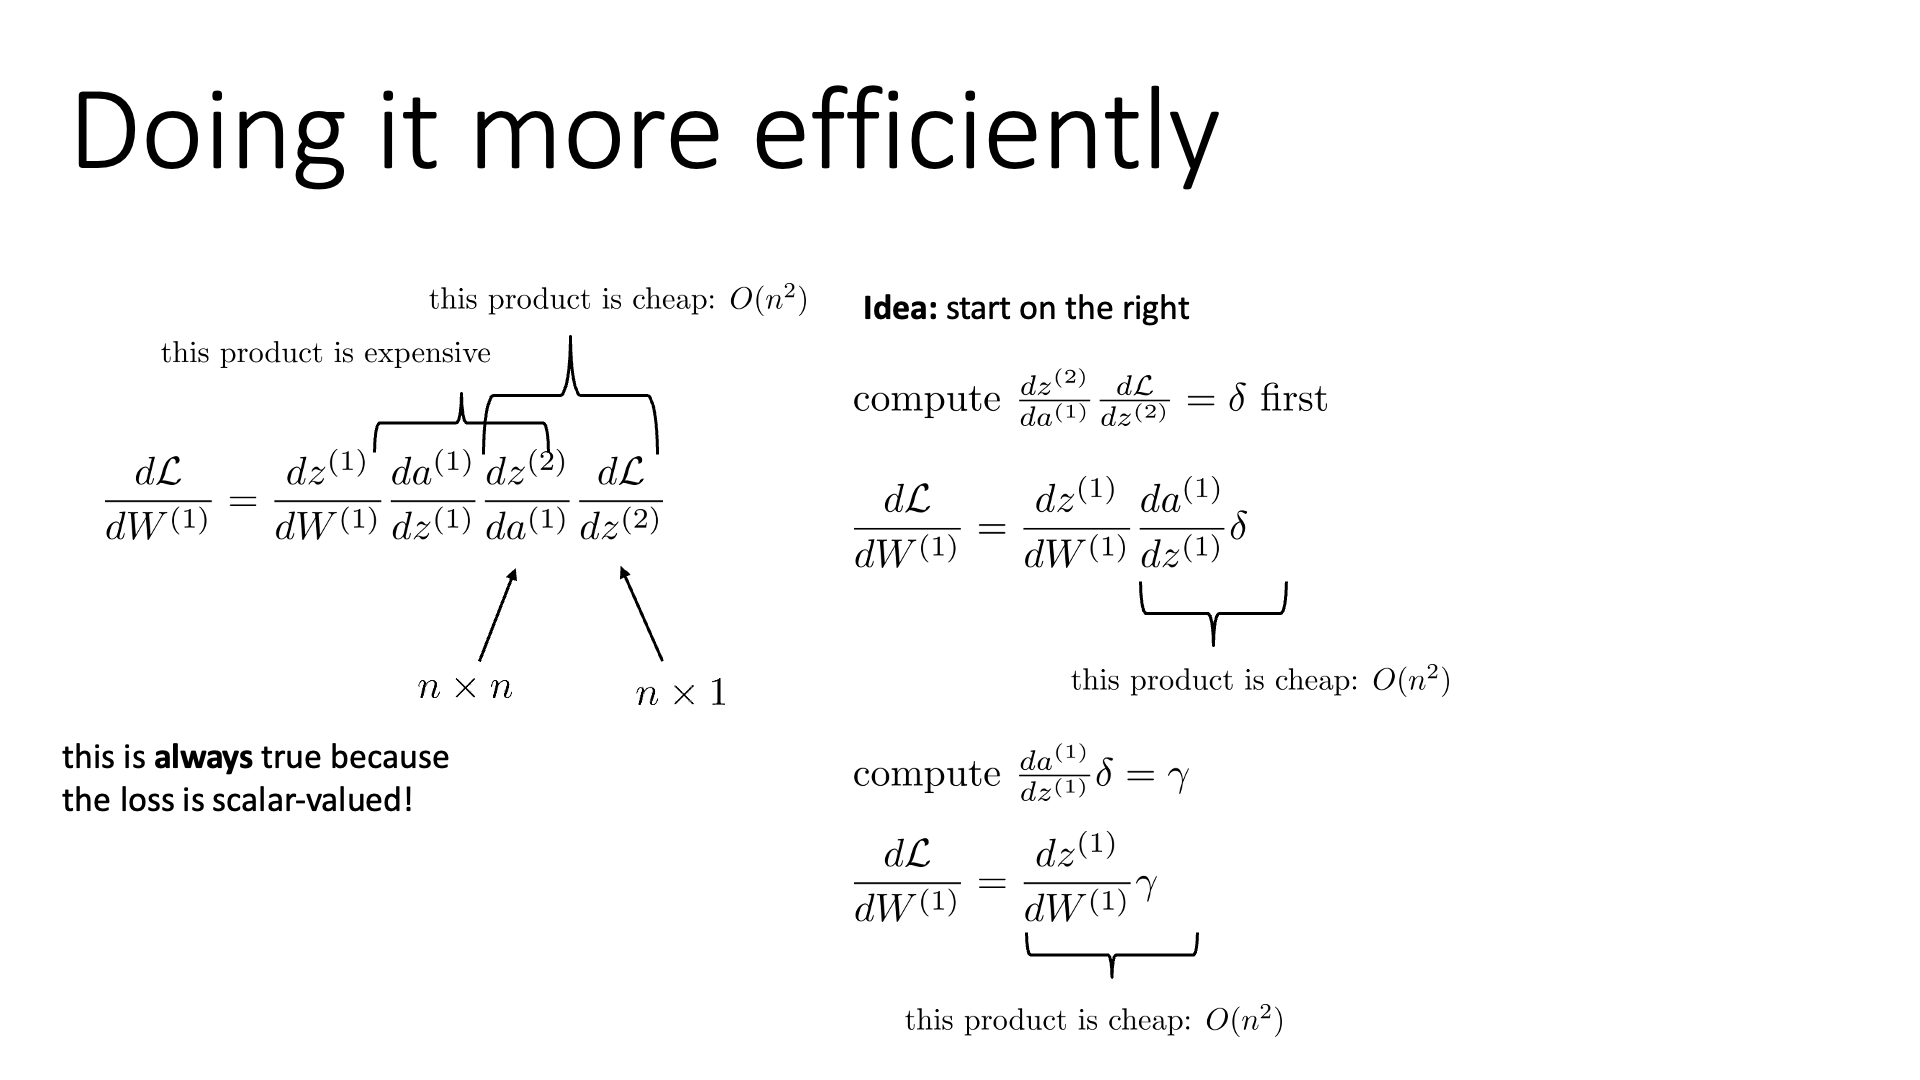 Doing it more efficiently
this product is cheap: $O(n^2)$
this product is expensive
$\frac{d\mathcal{L}}{dW^{(1)}} = \frac{dz^{(1)}}{dW^{(1)}} \frac{da^{(1)}}{dz^{(1)}} \frac{dz^{(2)}}{da^{(1)}} \frac{d\mathcal{L}}{dz^{(2)}}$
$n \times n$
$n \times 1$
this is always true because
the loss is scalar-valued!
Idea: start on the right
compute $\frac{dz^{(2)}}{da^{(1)}} \frac{d\mathcal{L}}{dz^{(2)}} = \delta$ first
$\frac{d\mathcal{L}}{dW^{(1)}} = \frac{dz^{(1)}}{dW^{(1)}} \frac{da^{(1)}}{dz^{(1)}} \delta$
this product is cheap: $O(n^2)$
compute $\frac{da^{(1)}}{dz^{(1)}} \delta = \gamma$
$\frac{d\mathcal{L}}{dW^{(1)}} = \frac{dz^{(1)}}{dW^{(1)}} \gamma$
this product is cheap: $O(n^2)$